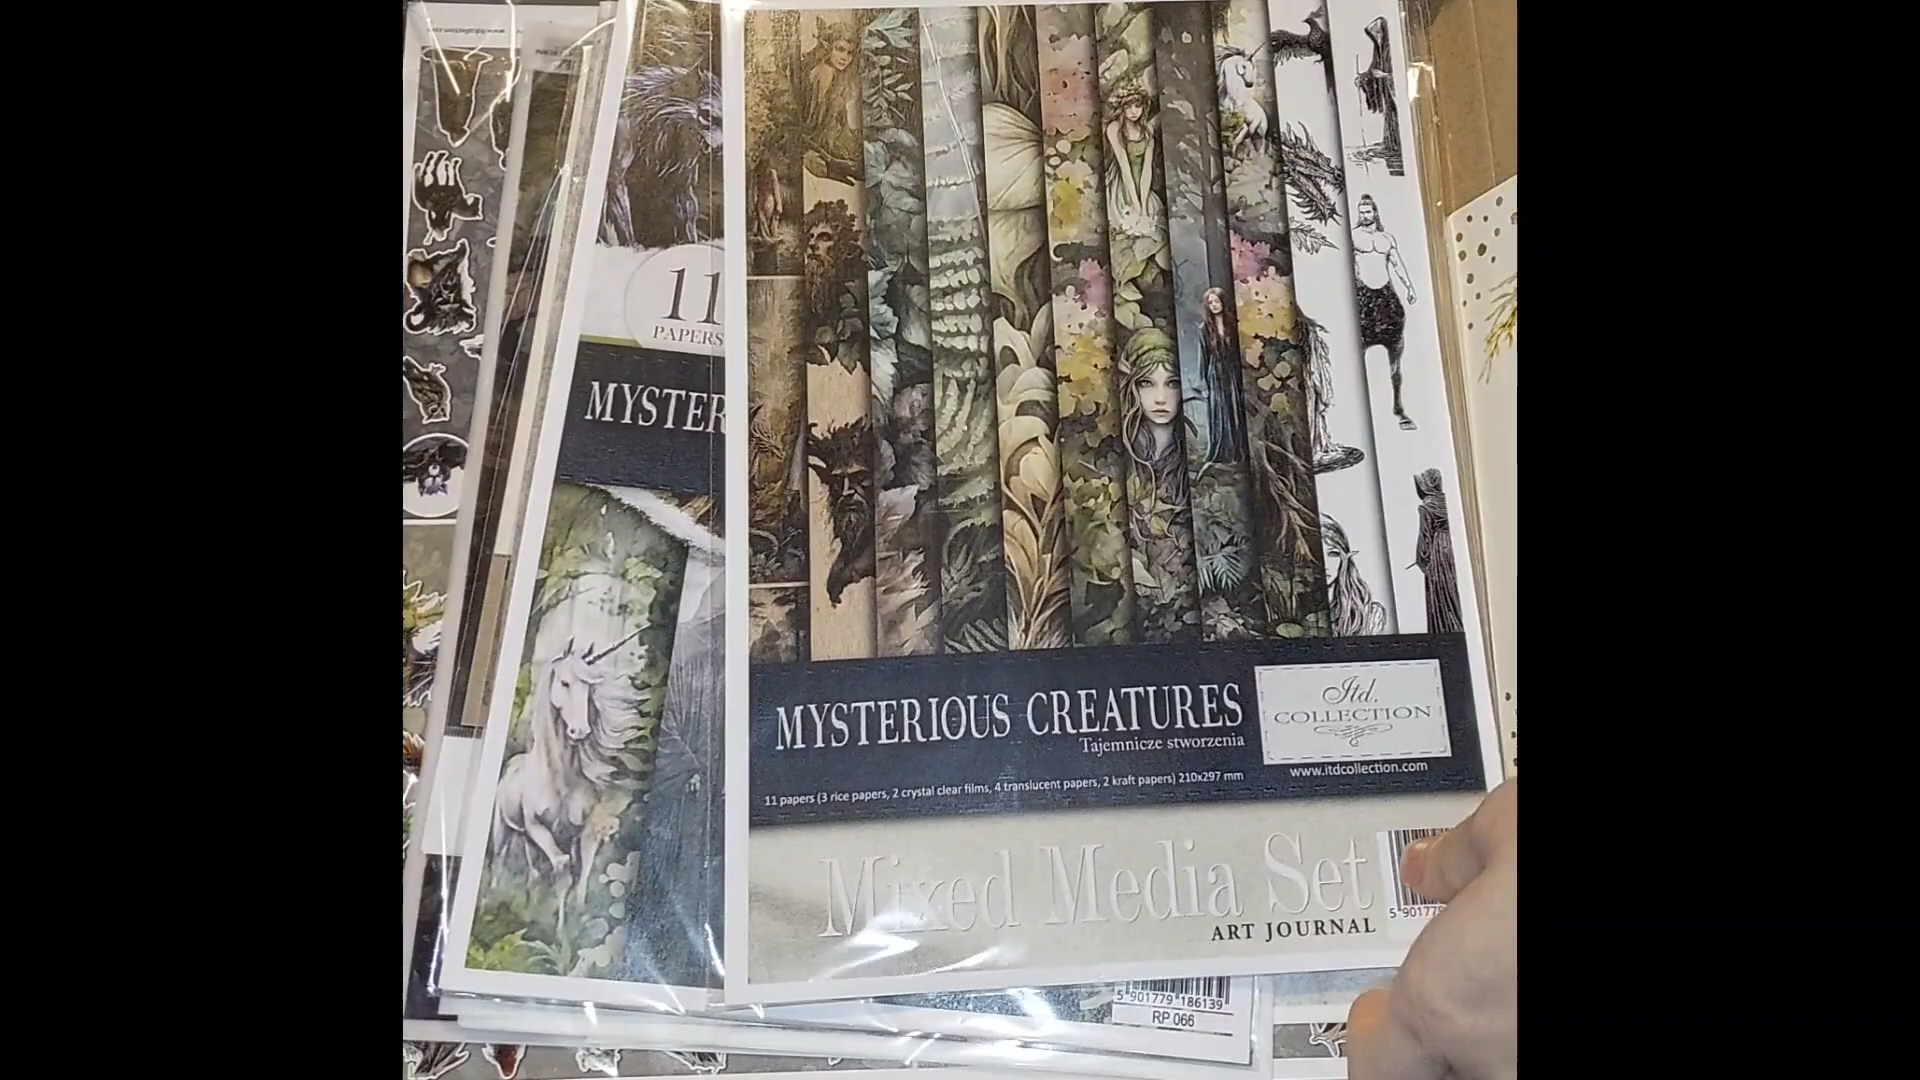 11
PAPERS
MYSTER
MYSTERIOUS CREATURES
Tajemnicze stworzenia
11 papers (3 rice papers, 2 crystal clear films, 4 translucent papers, 2 kraft papers) 210x297 mm
Itd.
COLLECTION
www.itdcollection.com
Mixed Media Set
ART JOURNAL
5 90177
5 901779 186139
RP 066